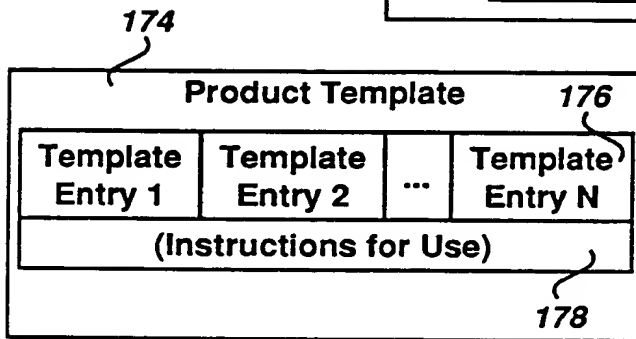 174
Product Template 176
Template Template ... Template
Entry 1 Entry 2 Entry N
(Instructions for Use)
178